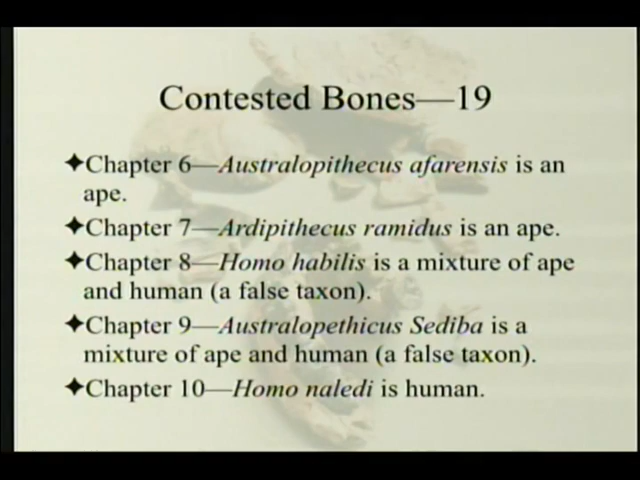 Contested Bones—19
✦Chapter 6—Australopithecus afarensis is an
ape.
✦Chapter 7—Ardipithecus ramidus is an ape.
✦Chapter 8—Homo habilis is a mixture of ape
and human (a false taxon).
✦Chapter 9—Australopethicus Sediba is a
mixture of ape and human (a false taxon).
✦Chapter 10—Homo naledi is human.